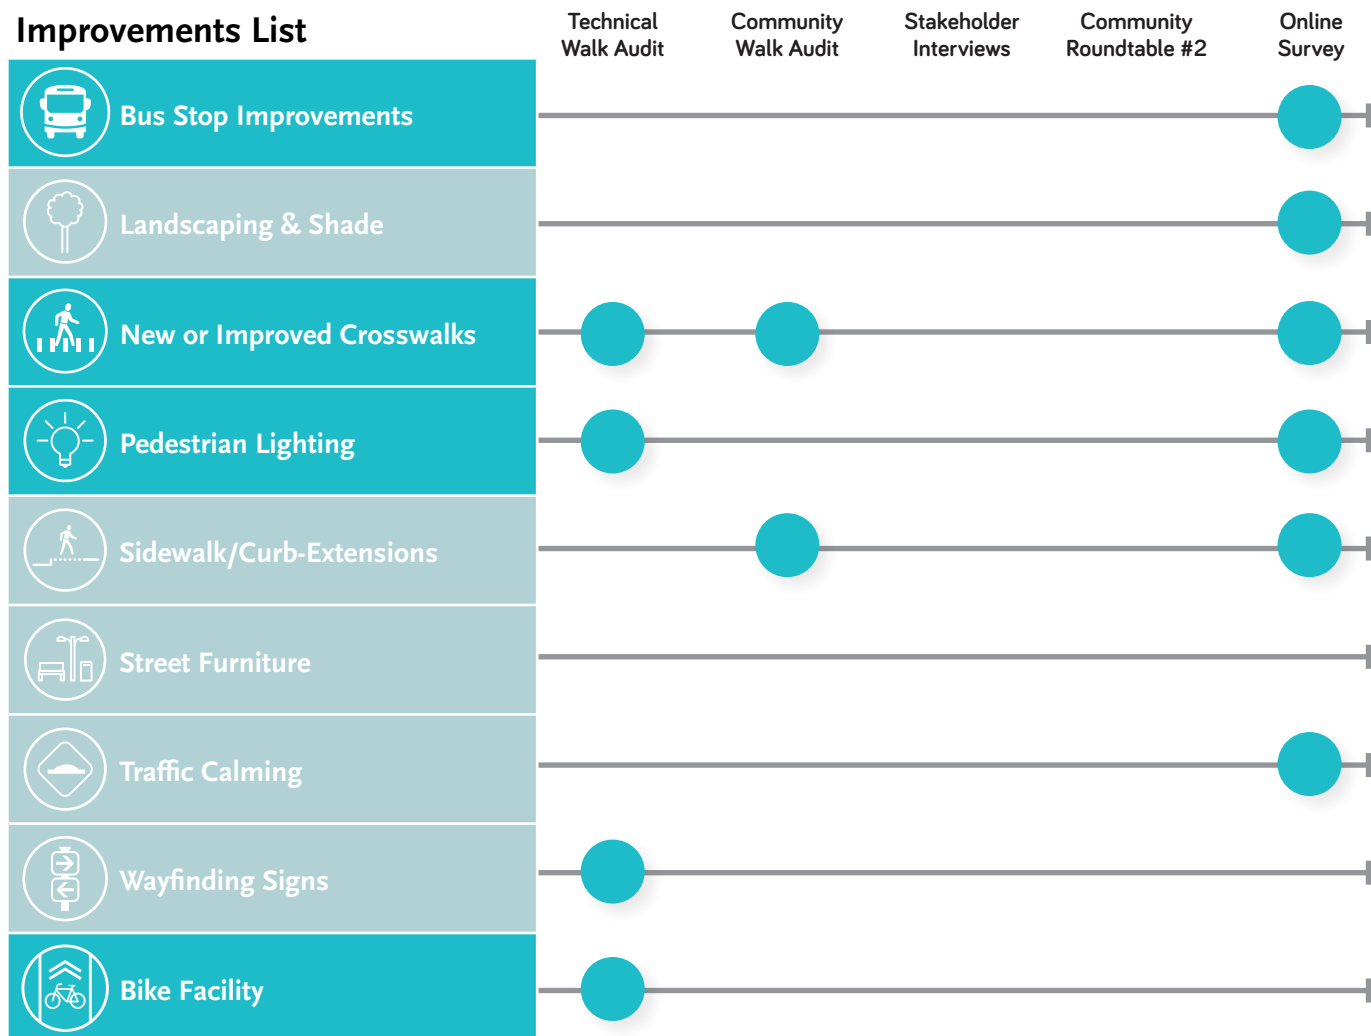 Improvements List
Technical Walk Audit
Community Walk Audit
Stakeholder Interviews
Community Roundtable #2
Online Survey
Bus Stop Improvements
Landscaping & Shade
New or Improved Crosswalks
Pedestrian Lighting
Sidewalk/Curb-Extensions
Street Furniture
Traffic Calming
Wayfinding Signs
Bike Facility